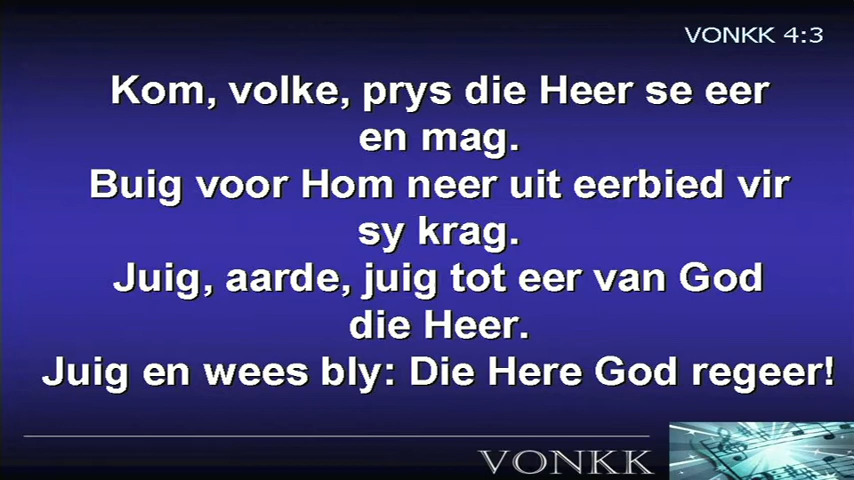 VONKK 4:3
Kom, volke, prys die Heer se eer
en mag.
Buig voor Hom neer uit eerbied vir
sy krag.
Juig, aarde, juig tot eer van God
die Heer.
Juig en wees bly: Die Here God regeer!
VONKK